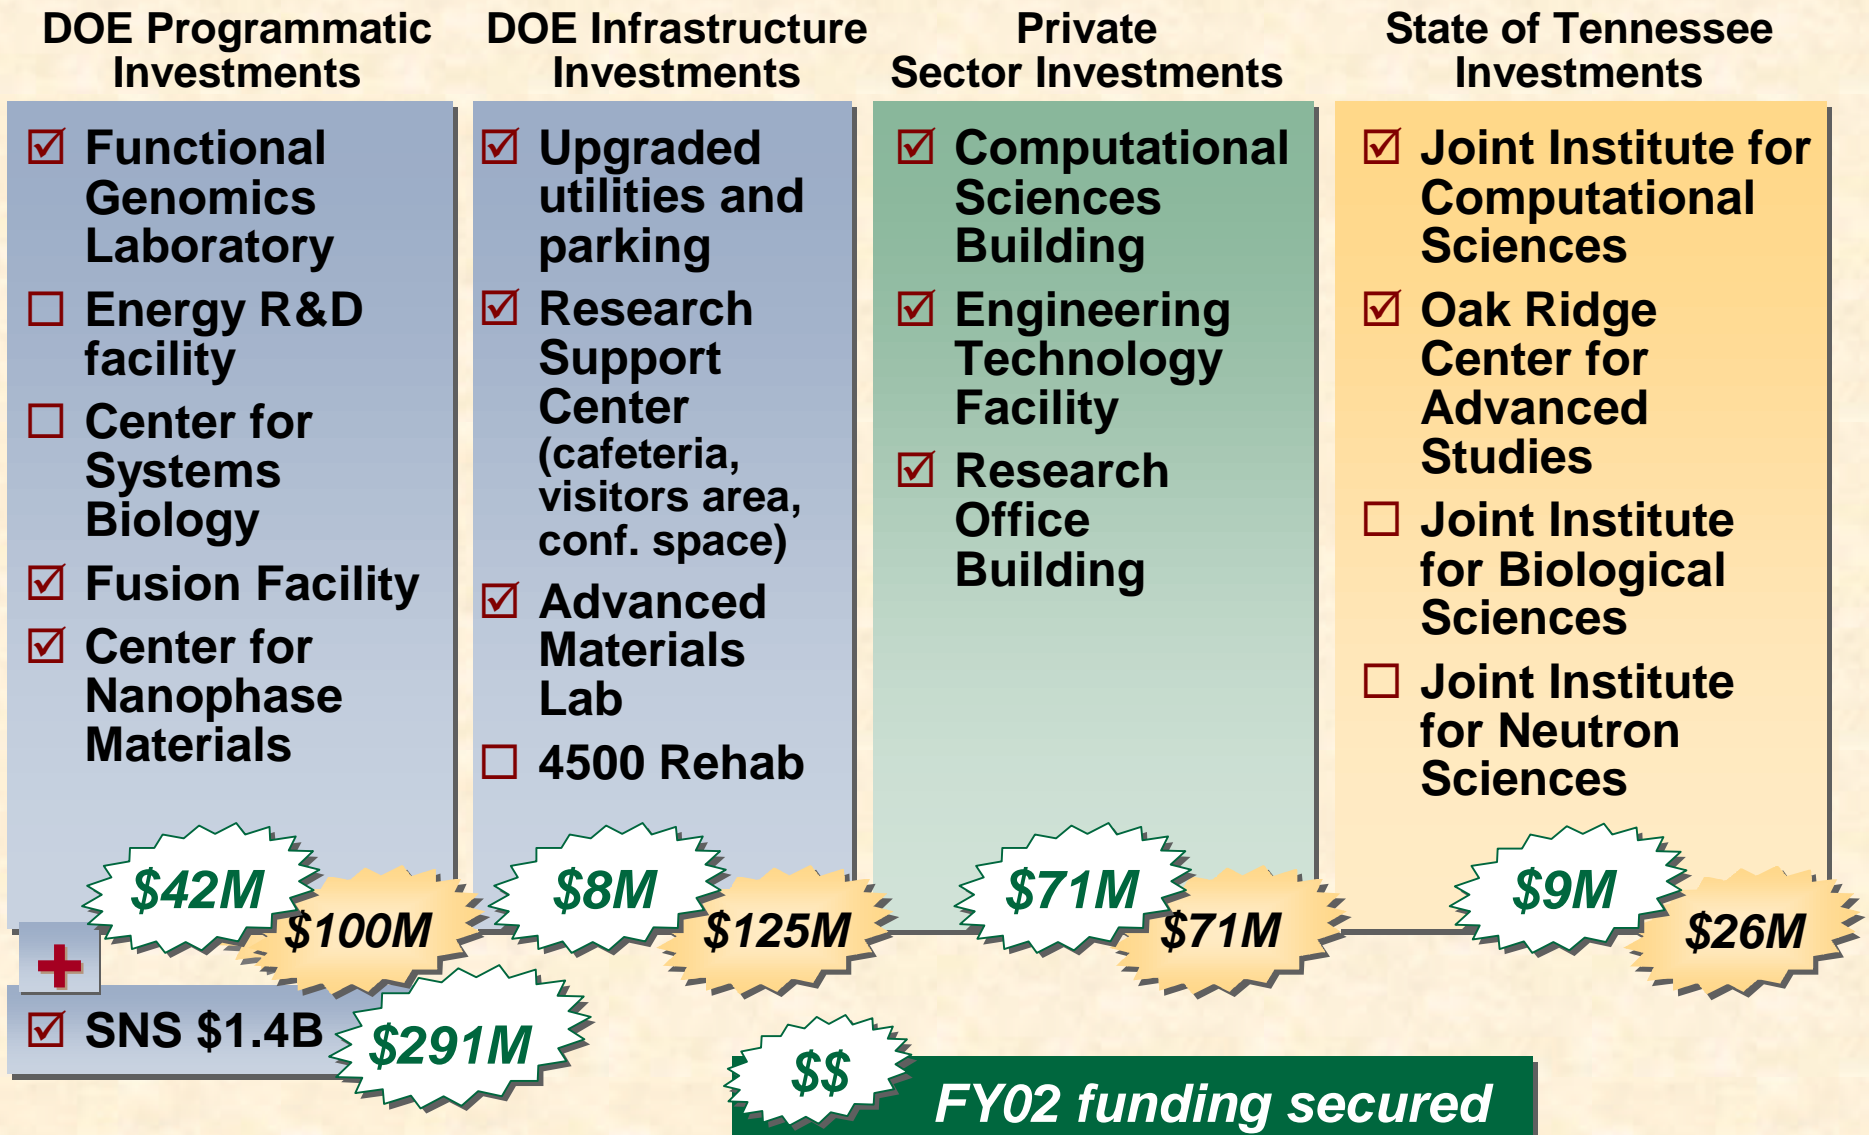 DOE Programmatic
Investments
☑ Functional
Genomics
Laboratory
☐ Energy R&D
facility
☐ Center for
Systems
Biology
☑ Fusion Facility
☑ Center for
Nanophase
Materials
$42M
$100M
+
☑ SNS $1.4B
$291M
DOE Infrastructure
Investments
☑ Upgraded
utilities and
parking
☑ Research
Support
Center
(cafeteria,
visitors area,
conf. space)
☑ Advanced
Materials
Lab
☐ 4500 Rehab
$8M
$125M
Private
Sector Investments
☑ Computational
Sciences
Building
☑ Engineering
Technology
Facility
☑ Research
Office
Building
$71M
$71M
State of Tennessee
Investments
☑ Joint Institute for
Computational
Sciences
☑ Oak Ridge
Center for
Advanced
Studies
☐ Joint Institute
for Biological
Sciences
☐ Joint Institute
for Neutron
Sciences
$9M
$26M
$$
FY02 funding secured